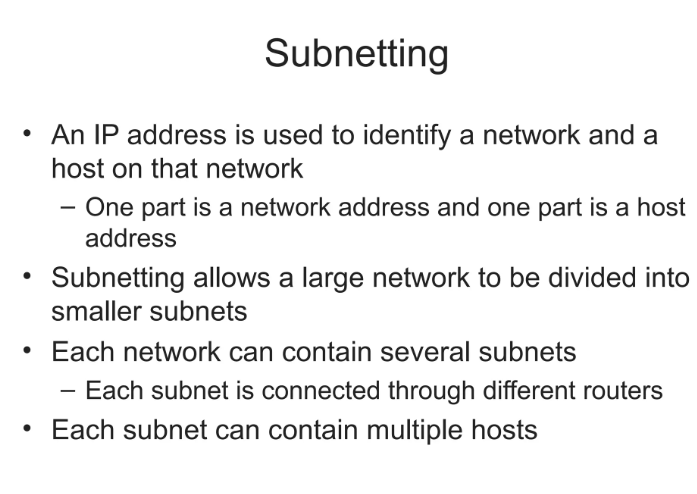 Subnetting
• An IP address is used to identify a network and a
host on that network
– One part is a network address and one part is a host
address
• Subnetting allows a large network to be divided into
smaller subnets
• Each network can contain several subnets
– Each subnet is connected through different routers
• Each subnet can contain multiple hosts